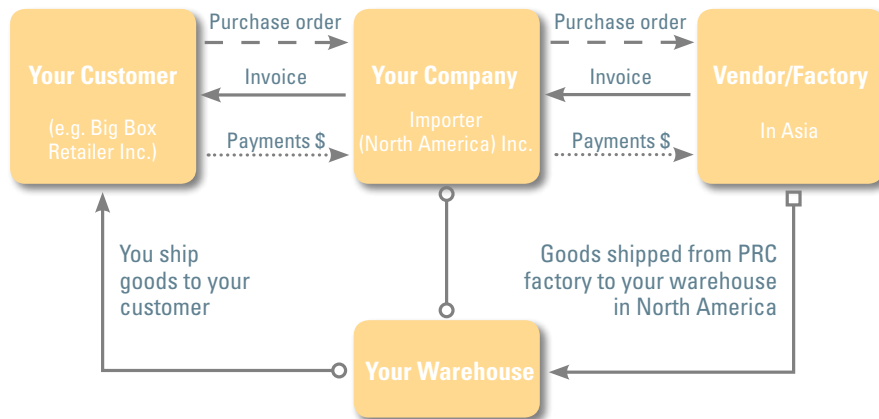 Purchase order
Purchase order
Your Customer
Your Company
Vendor/Factory
Invoice
Invoice
(e.g. Big Box
Retailer Inc.)
Importer
(North America) Inc.
In Asia
Payments $
Payments $
You ship
goods to your
customer
Goods shipped from PRC
factory to your warehouse
in North America
Your Warehouse